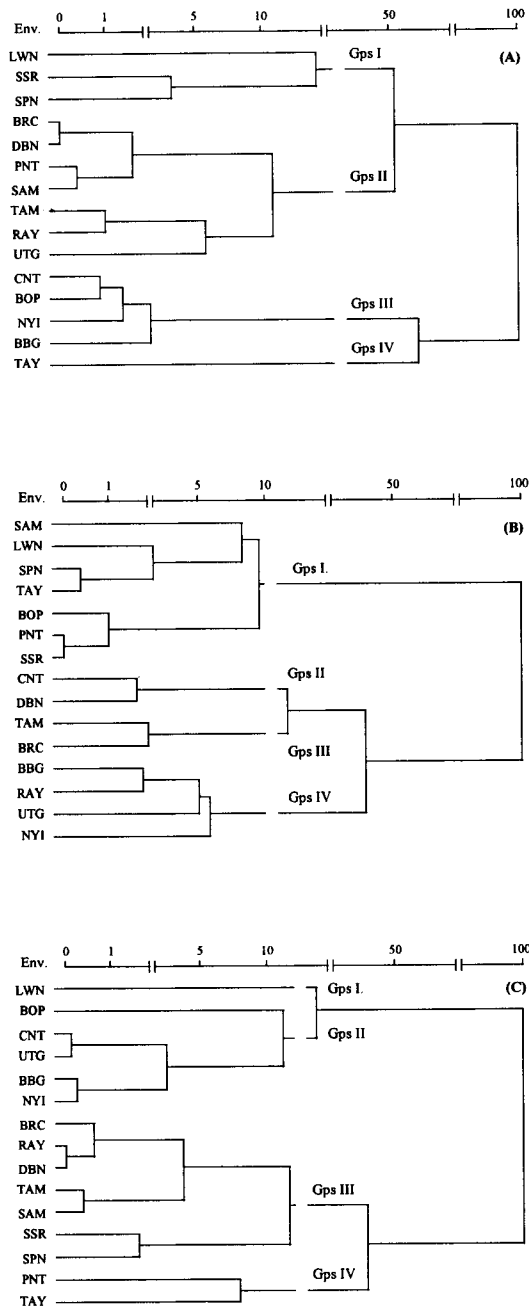 0 1 5 10 50 100
Env.
(A)
LWN
Gps I
SSR
SPN
BRC
DBN
PNT
Gps II
SAM
TAM
RAY
UTG
CNT
BOP
Gps III
NYI
BBG
Gps IV
TAY
0 1 5 10 50 100
Env.
SAM
(B)
LWN
SPN
Gps I.
TAY
BOP
PNT
SSR
CNT
Gps II
DBN
TAM
BRC
Gps III
BBG
RAY
Gps IV
UTG
NYI
Env.
0 1 5 10 50 100
LWN
Gps I.
(C)
BOP
CNT
Gps II
UTG
BBG
NYI
BRC
RAY
DBN
TAM
Gps III
SAM
SSR
SPN
PNT
Gps IV
TAY